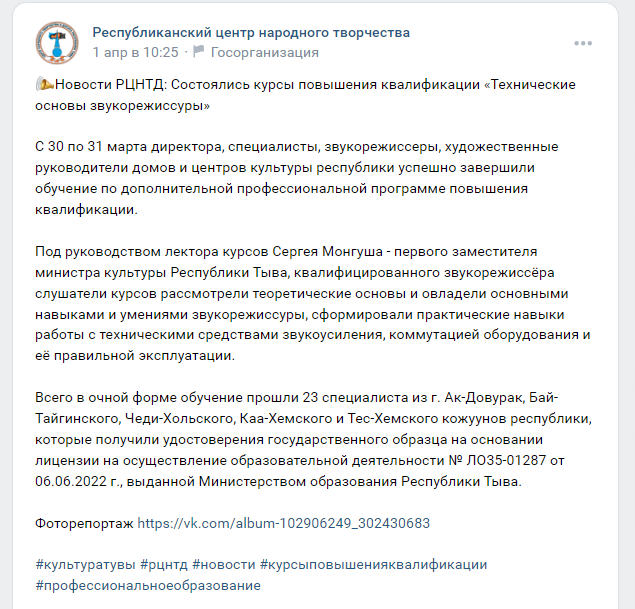 Республиканский центр народного творчества
1 апр в 10:25 · Госорганизация
Новости РЦНТД: Состоялись курсы повышения квалификации «Технические
основы звукорежиссуры»
С 30 по 31 марта директора, специалисты, звукорежиссеры, художественные
руководители домов и центров культуры республики успешно завершили
обучение по дополнительной профессиональной программе повышения
квалификации.
Под руководством лектора курсов Сергея Монгуша - первого заместителя
министра культуры Республики Тыва, квалифицированного звукорежиссёра
слушатели курсов рассмотрели теоретические основы и овладели основными
навыками и умениями звукорежиссуры, сформировали практические навыки
работы с техническими средствами звукоусиления, коммутацией оборудования и
её правильной эксплуатации.
Всего в очной форме обучение прошли 23 специалиста из г. Ак-Довурак, Бай-
Тайгинского, Чеди-Хольского, Каа-Хемского и Тес-Хемского кожуунов республики,
которые получили удостоверения государственного образца на основании
лицензии на осуществление образовательной деятельности № ЛО35-01287 от
06.06.2022 г., выданной Министерством образования Республики Тыва.
Фоторепортаж https://vk.com/album-102906249_302430683
#культуратувы #рцнтд #новости #курсыповышенияквалификации
#профессиональноеобразование